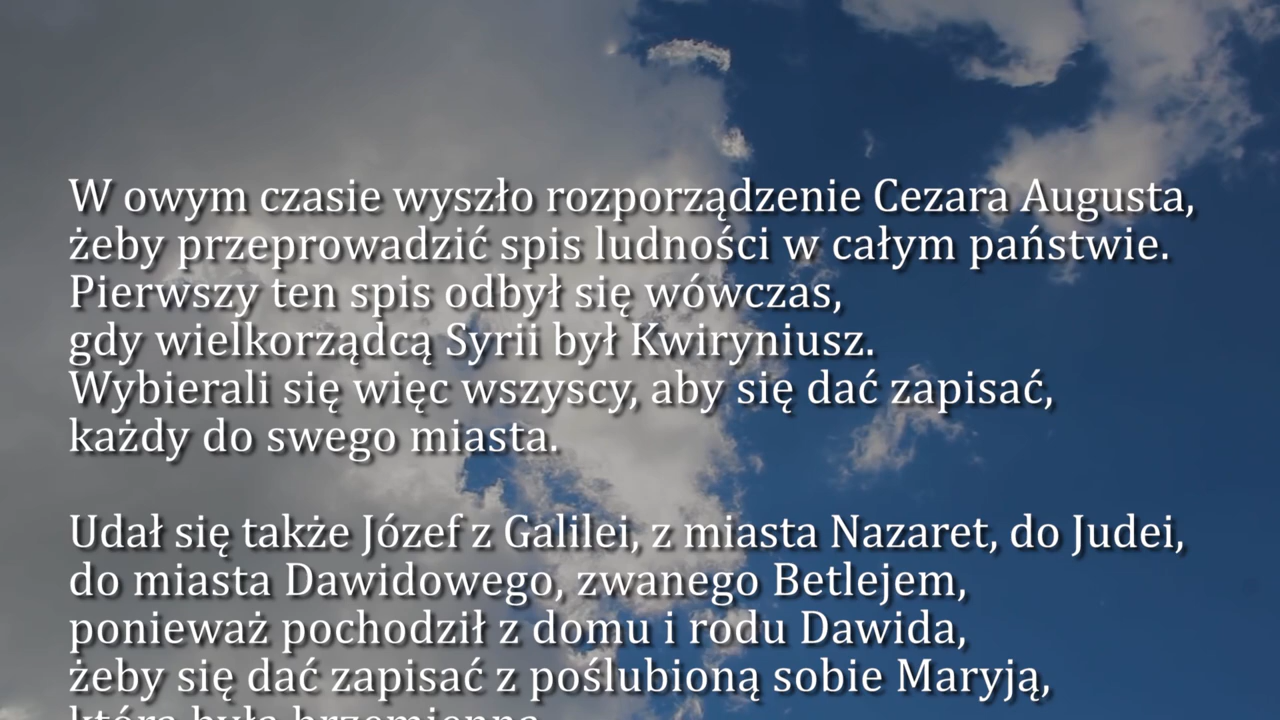 W owym czasie wyszło rozporządzenie Cezara Augusta,
żeby przeprowadzić spis ludności w całym państwie.
Pierwszy ten spis odbył się wówczas,
gdy wielkorządcą Syrii był Kwiryniusz.
Wybierali się więc wszyscy, aby się dać zapisać,
każdy do swego miasta.
Udał się także Józef z Galilei, z miasta Nazaret, do Judei,
do miasta Dawidowego, zwanego Betlejem,
ponieważ pochodził z domu i rodu Dawida,
żeby się dać zapisać z poślubioną sobie Maryją,
która była brzemienna